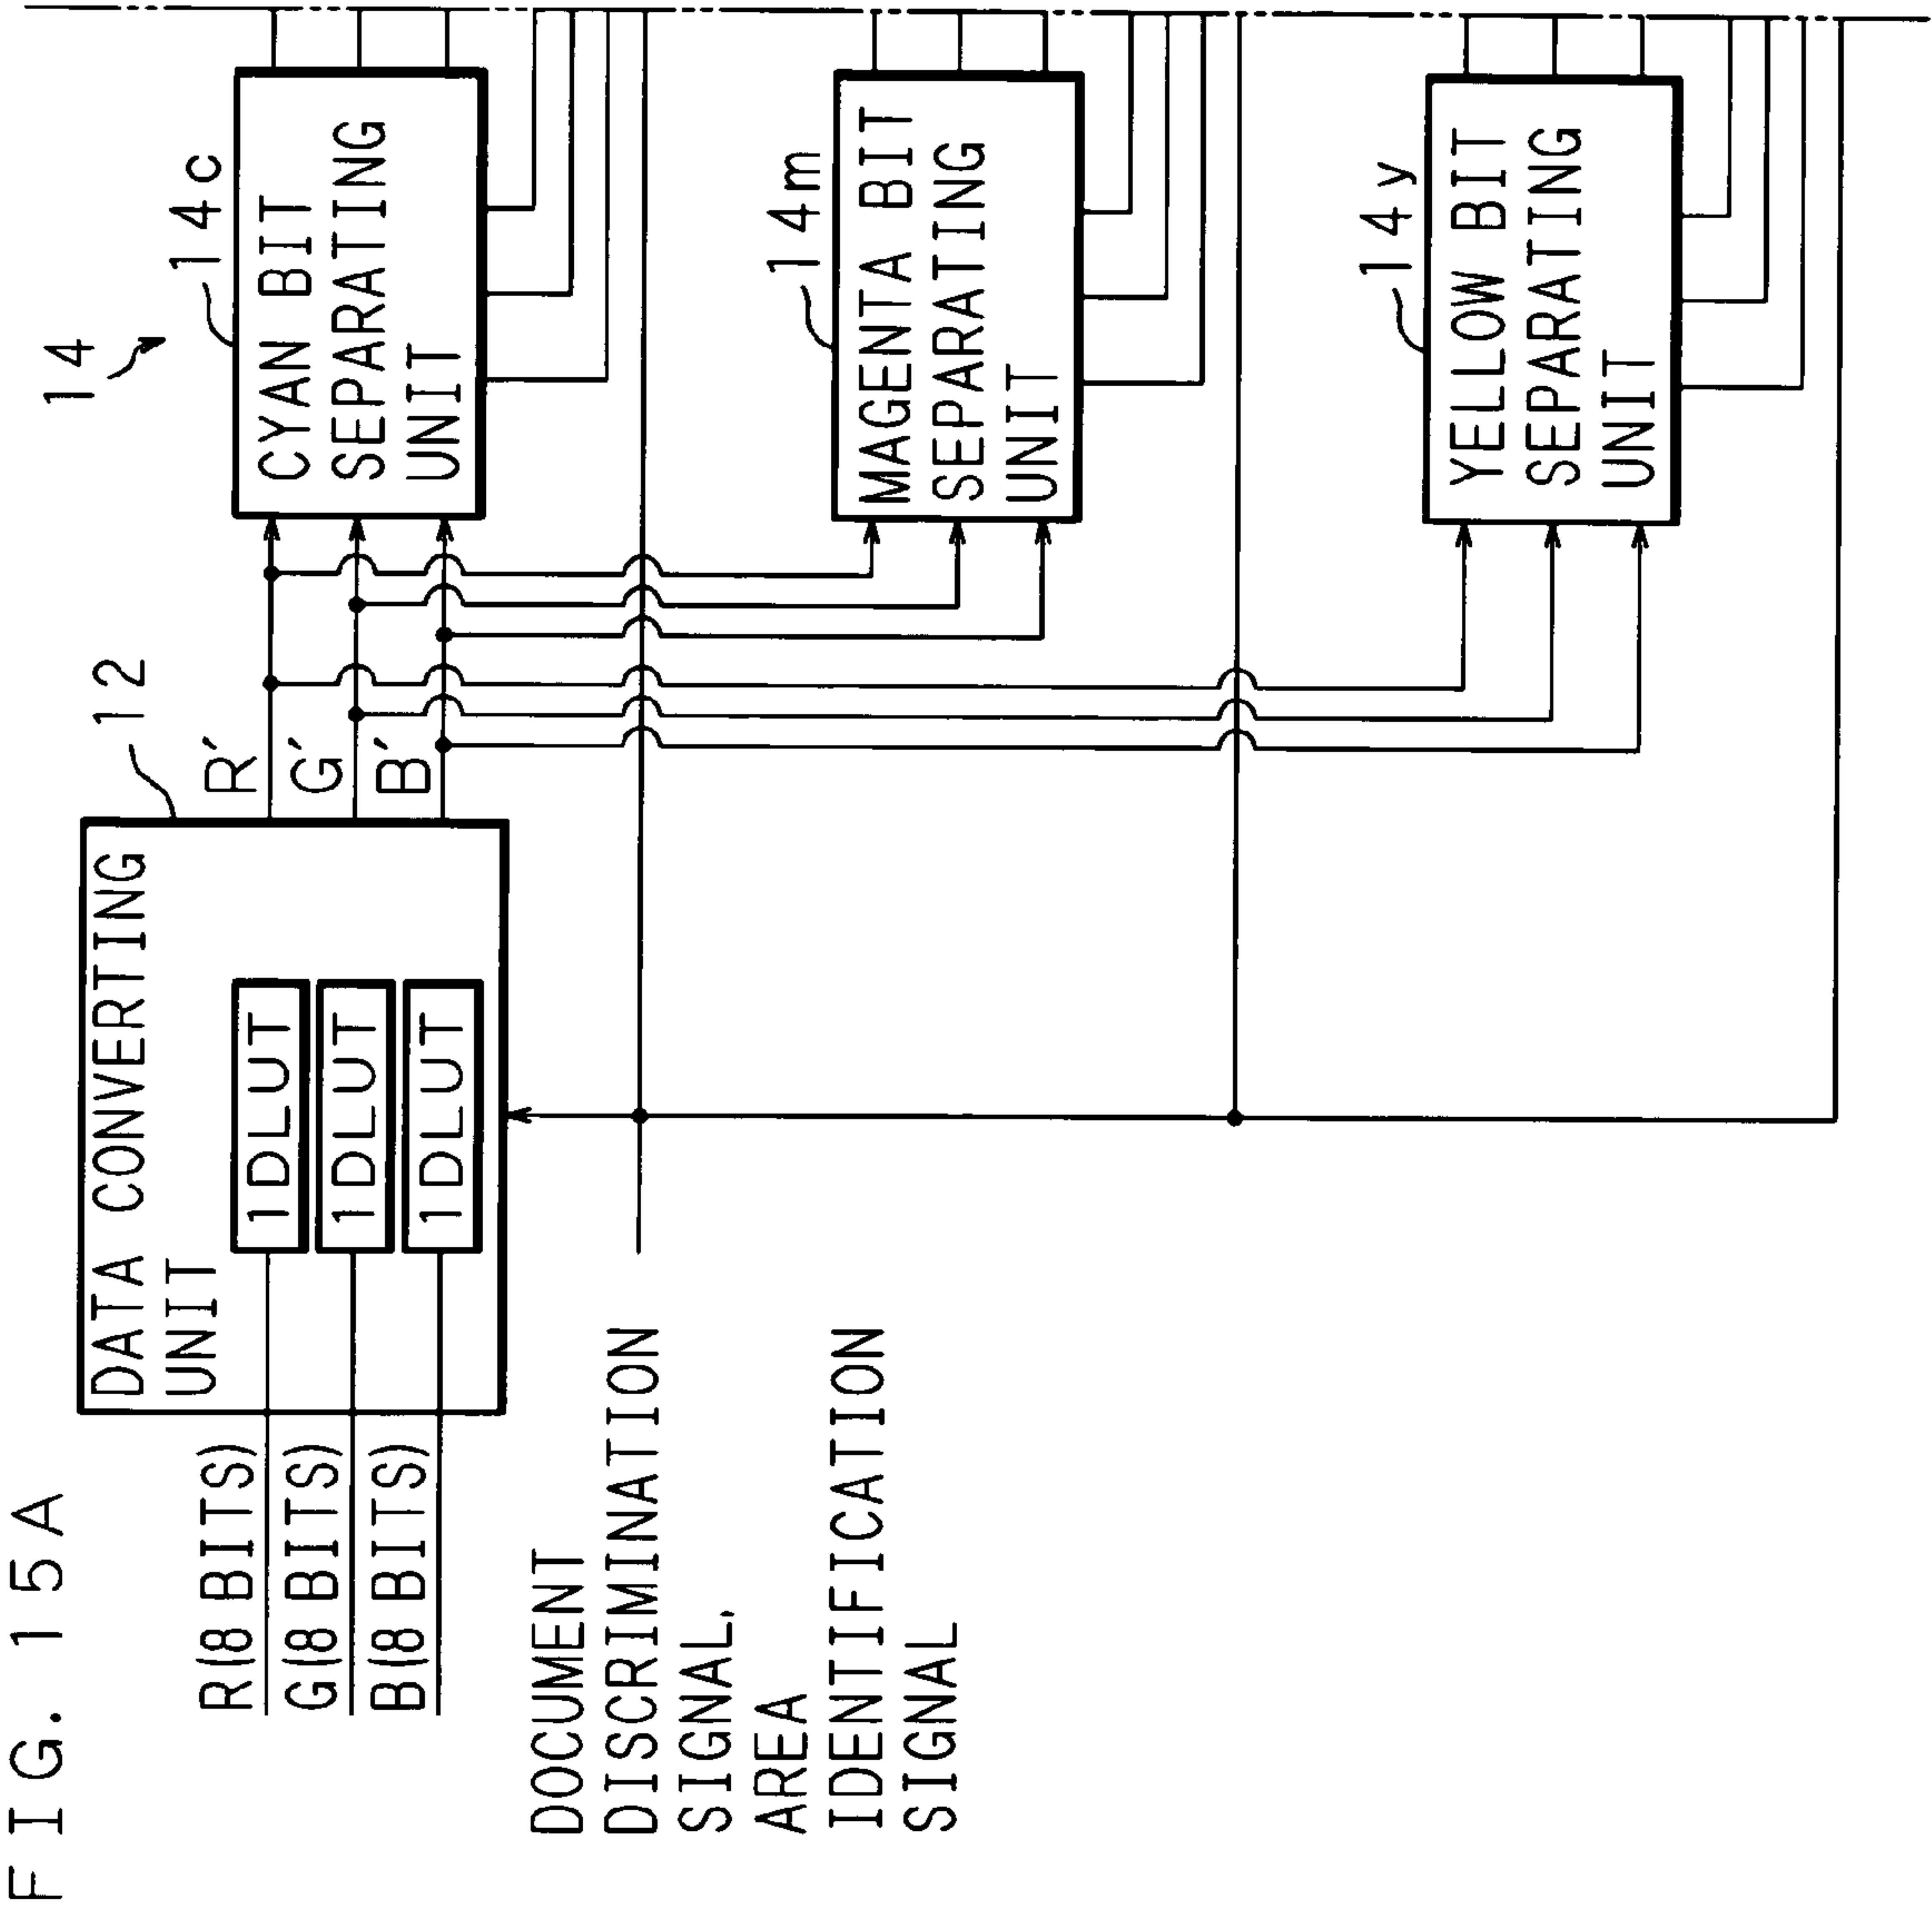 FIG. 15A
14
12
14c
DATA CONVERTING
UNIT
R'
CYAN BIT
SEPARATING
UNIT
R(8 BITS)
1DLUT
G'
G(8 BITS)
1DLUT
B'
B(8 BITS)
1DLUT
DOCUMENT
DISCRIMINATION
SIGNAL,
AREA
IDENTIFICATION
SIGNAL
14m
MAGENTA BIT
SEPARATING
UNIT
14y
YELLOW BIT
SEPARATING
UNIT